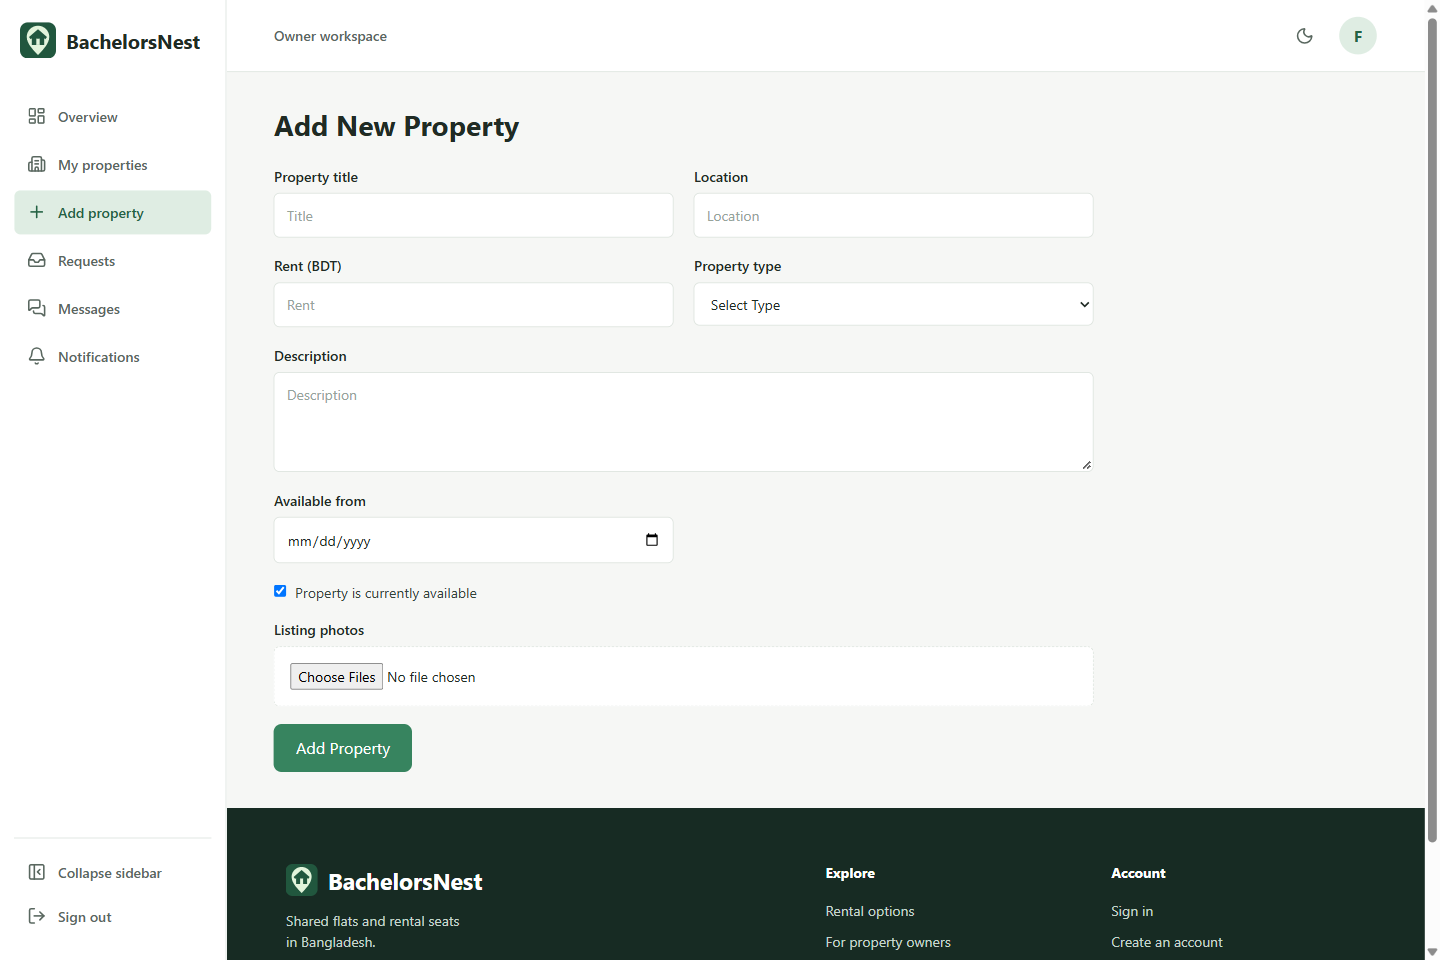 BachelorsNest
Overview
My properties
Add property
Requests
Messages
Notifications
Collapse sidebar
Sign out
Owner workspace
F
Add New Property
Property title
Title
Location
Location
Rent (BDT)
Rent
Property type
Select Type
Description
Description
Available from
mm/dd/yyyy
Property is currently available
Listing photos
Choose Files No file chosen
Add Property
BachelorsNest
Shared flats and rental seats
in Bangladesh.
Explore
Rental options
For property owners
Account
Sign in
Create an account